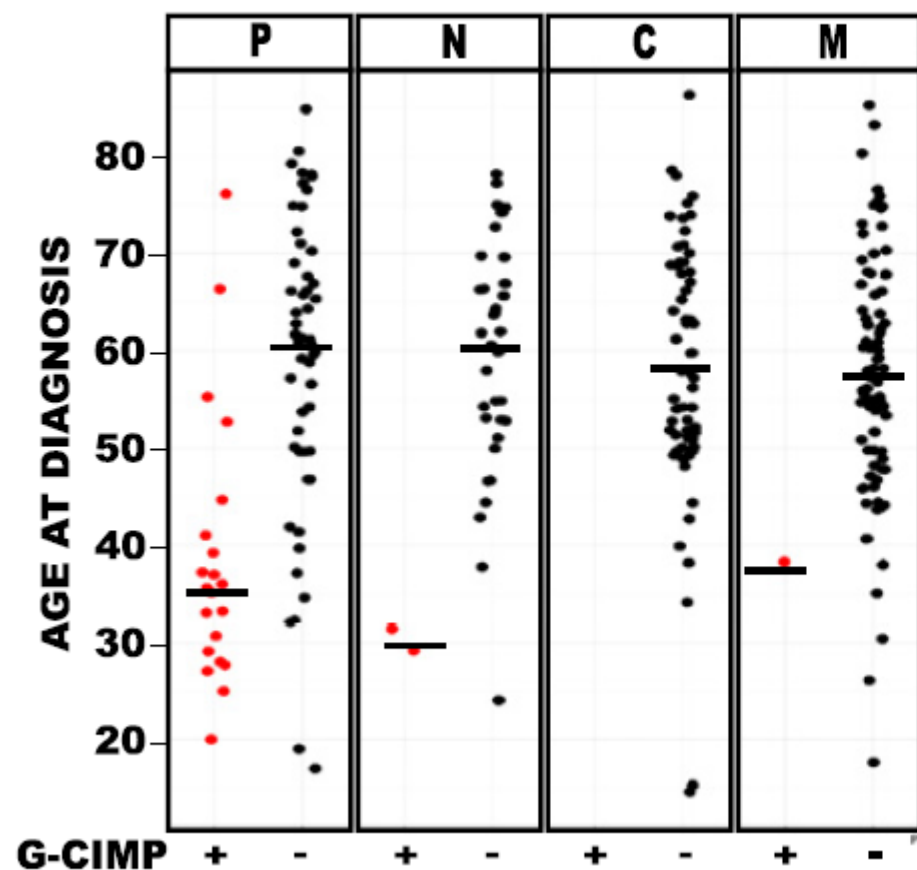 P N C M
80
70
60
50
40
30
20
AGE AT DIAGNOSIS
G-CIMP + - + - + - + -